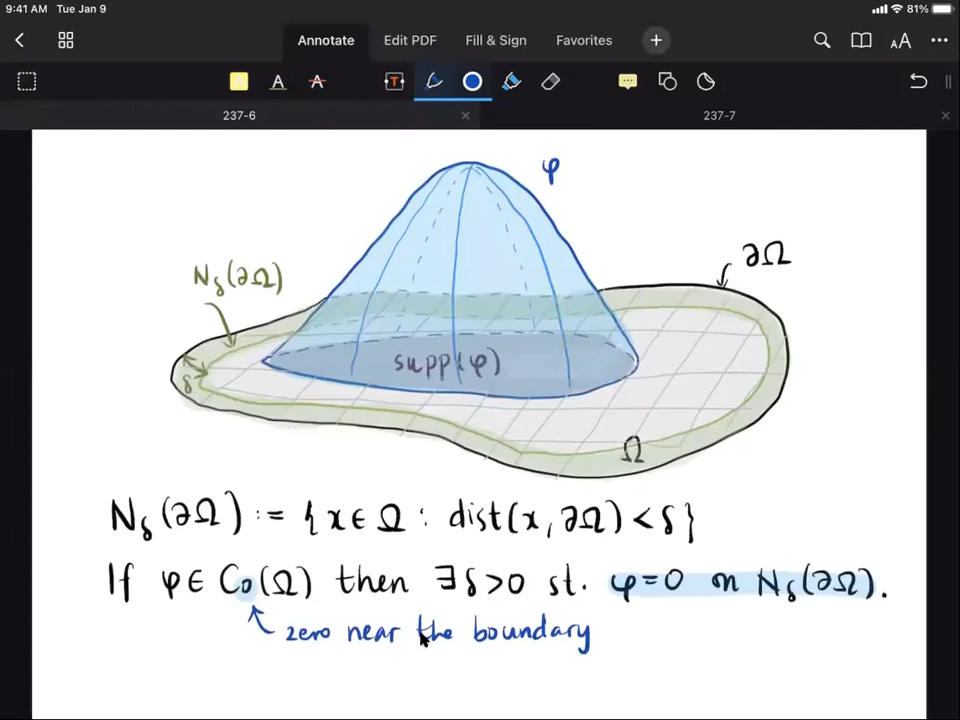 9:41 AM Tue Jan 9 81%
Annotate Edit PDF Fill & Sign Favorites
237-6 237-7
φ
∂Ω
N_δ(∂Ω)
supp(φ)
δ
Ω
N_δ(∂Ω) := {x ∈ Ω : dist(x, ∂Ω) < δ}
If φ ∈ C₀(Ω) then ∃ δ > 0 st. φ = 0 on N_δ(∂Ω).
zero near the boundary